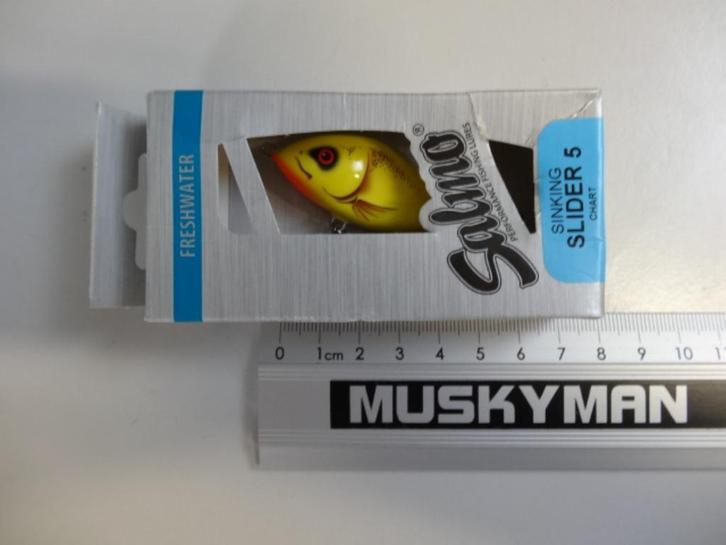 FRESHWATER
Salmo®
PERFORMANCE FISHING LURES
SINKING
SLIDER 5
CHART
0 1cm 2 3 4 5 6 7 8 9 10
MUSKYMAN